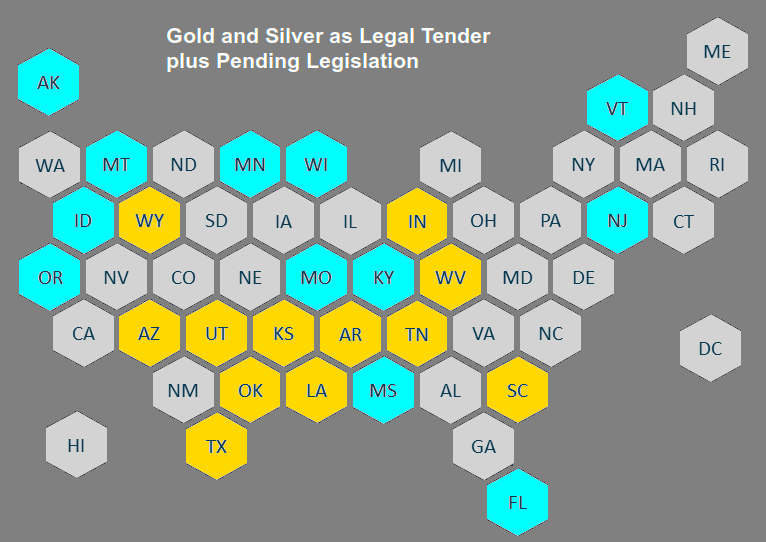 Gold and Silver as Legal Tender
plus Pending Legislation
ME
AK
VT NH
WA MT ND MN WI MI NY MA RI
ID WY SD IA IL IN OH PA NJ CT
OR NV CO NE MO KY WV MD DE
CA AZ UT KS AR TN VA NC DC
NM OK LA MS AL SC
HI TX GA
FL